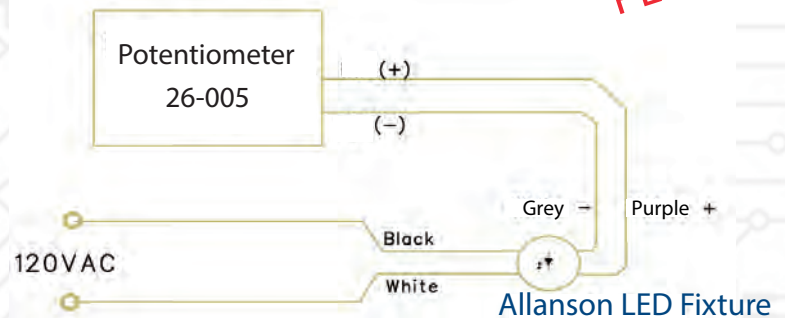 Potentiometer
26-005
(+)
(−)
Grey − Purple +
Black
120VAC
White
Allanson LED Fixture